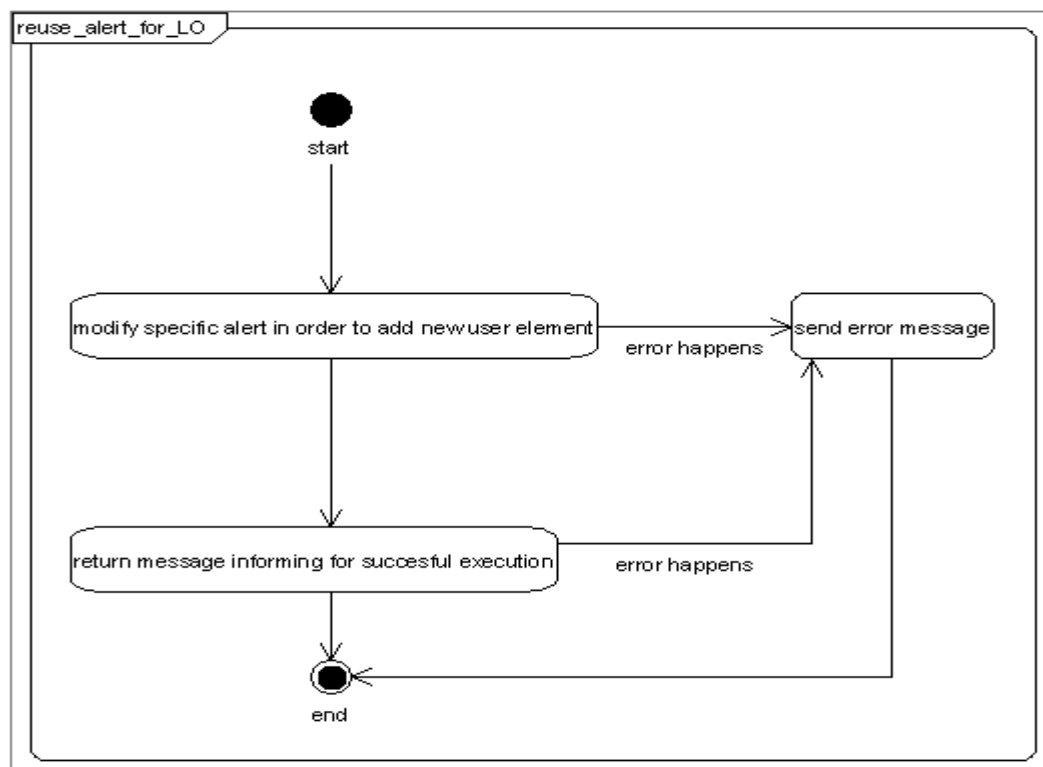 reuse_alert_for_LO
start
modify specific alert in order to add new user element
send error message
error happens
return message informing for succesful execution
error happens
end